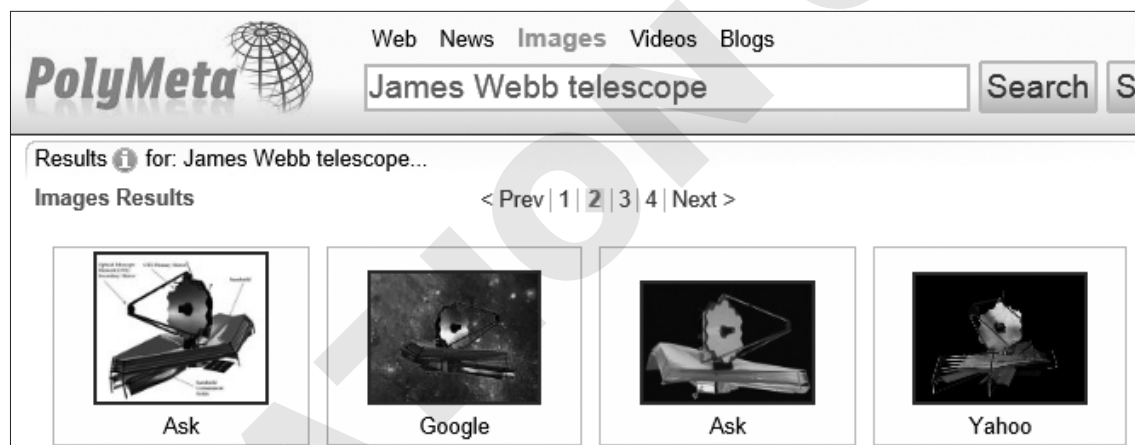 Web News Images Videos Blogs
PolyMeta
James Webb telescope Search S
Results i for: James Webb telescope...
Images Results < Prev | 1 | 2 | 3 | 4 | Next >
Ask Google Ask Yahoo